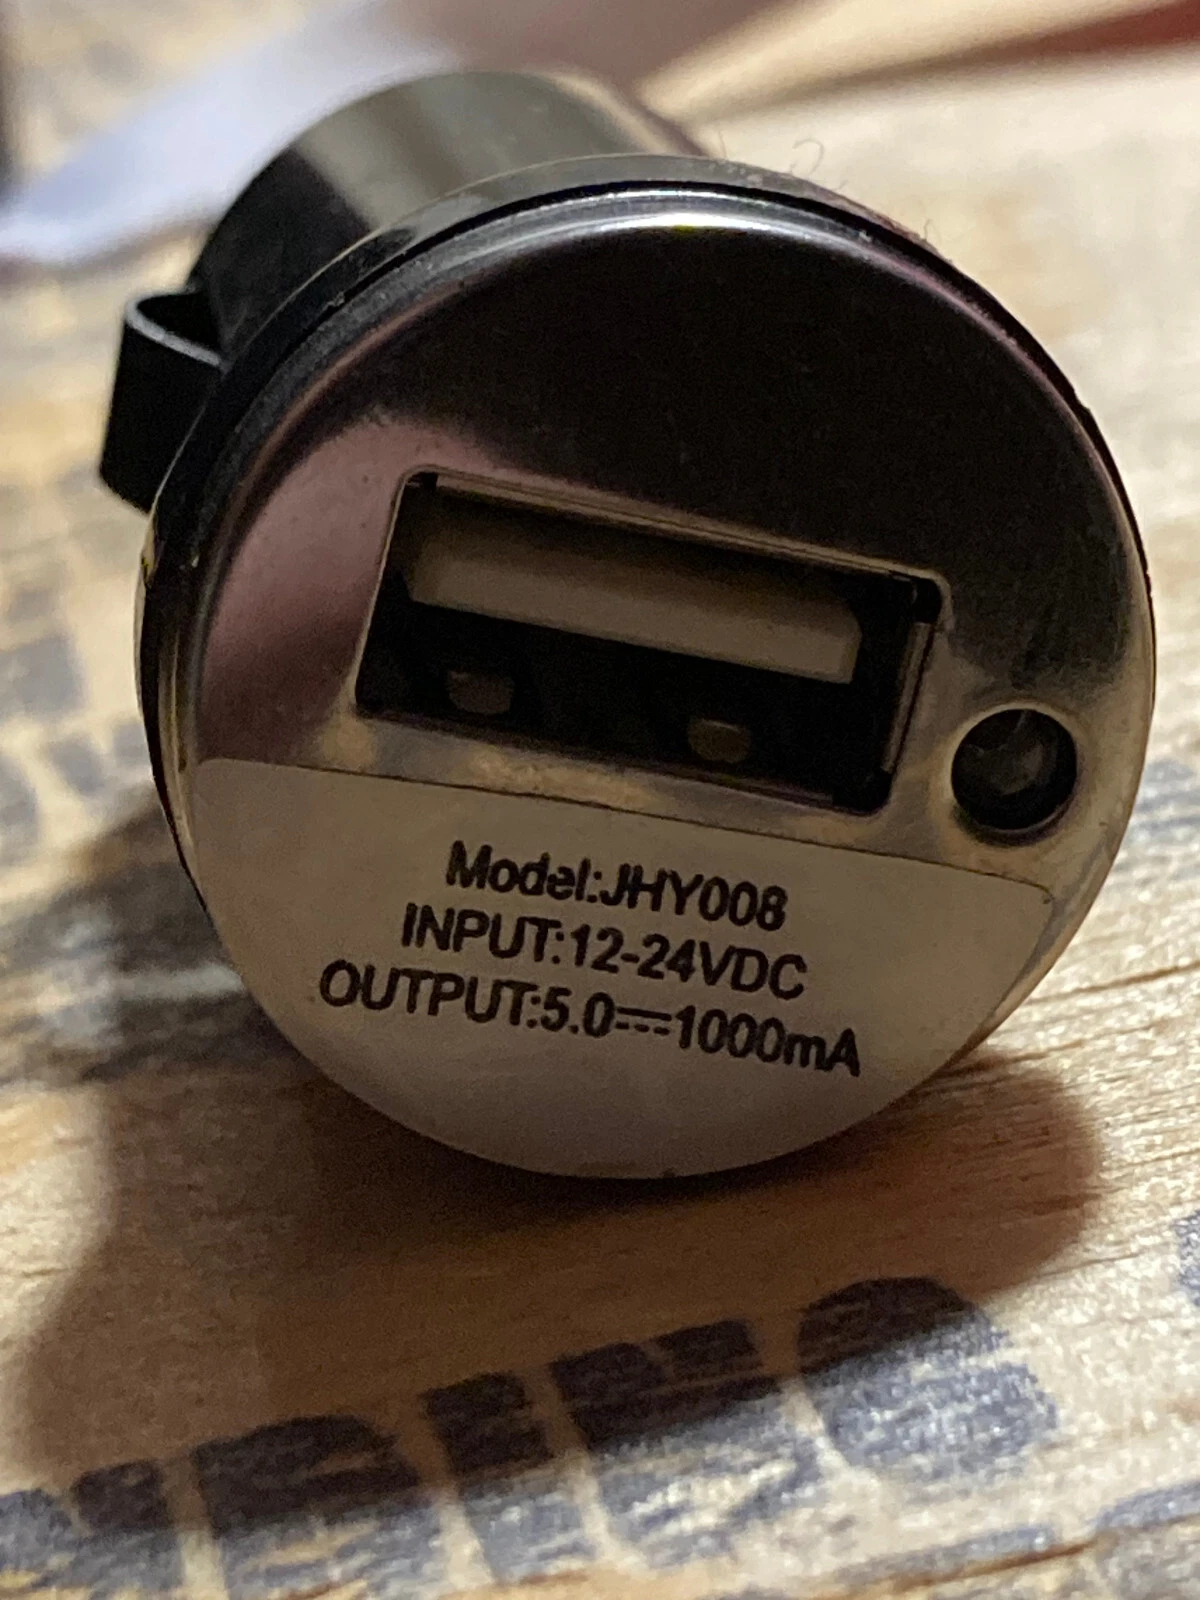 Model:JHY008
INPUT:12-24VDC
OUTPUT:5.0⎓1000mA